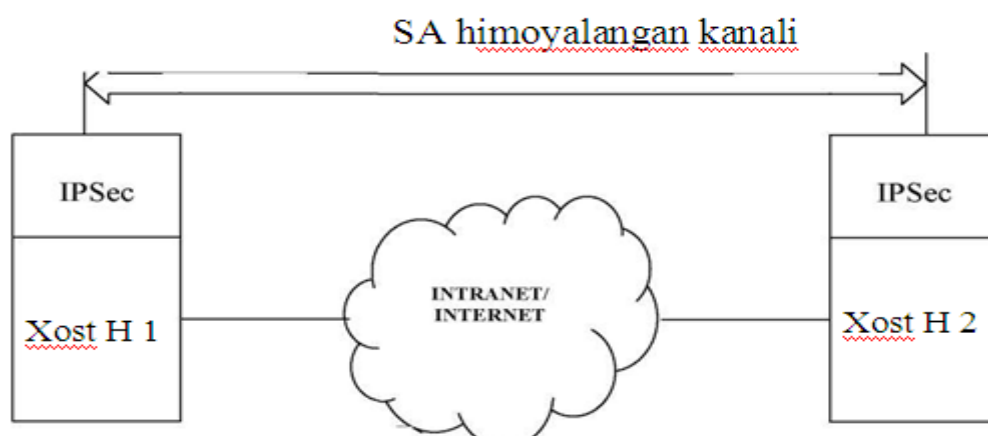 SA himoyalangan kanali
IPSec
IPSec
INTRANET/
INTERNET
Xost H 1
Xost H 2